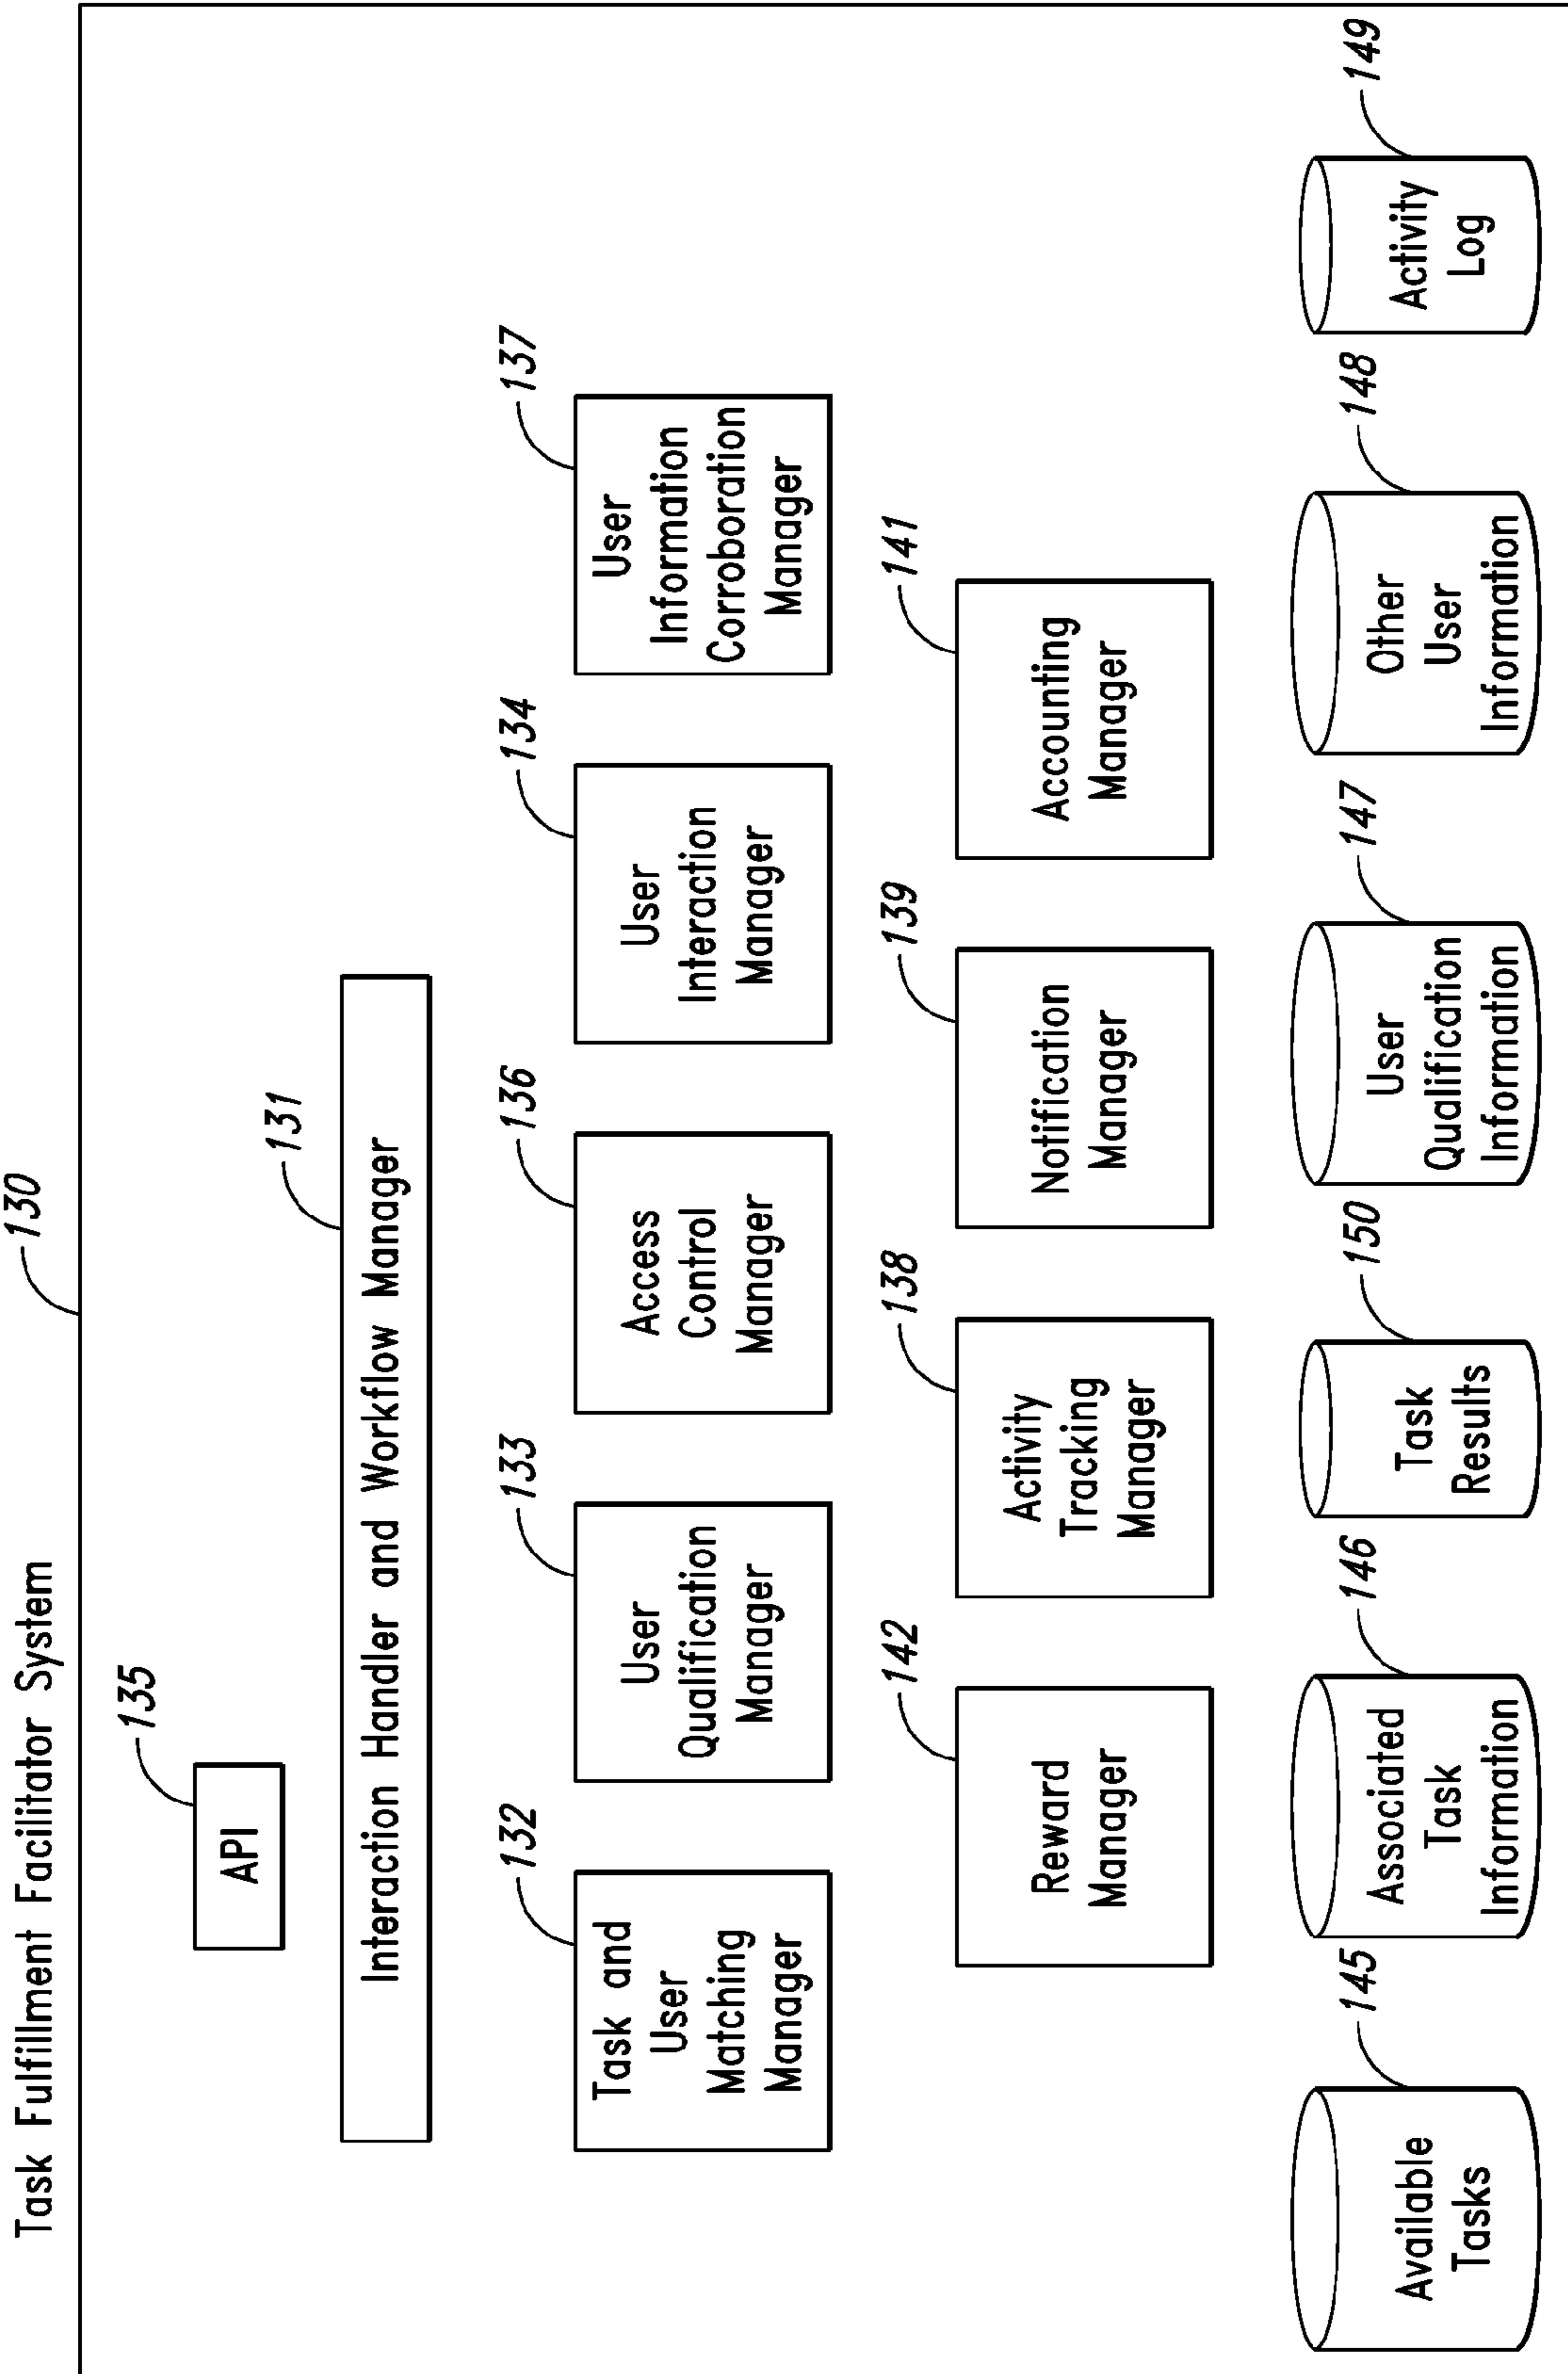 Task Fulfillment Facilitator System
130
135
API
131
Interaction Handler and Workflow Manager
132
Task and
User
Matching
Manager
133
User
Qualification
Manager
136
Access
Control
Manager
134
User
Interaction
Manager
137
User
Information
Corroboration
Manager
142
Reward
Manager
138
Activity
Tracking
Manager
139
Notification
Manager
141
Accounting
Manager
145
Available
Tasks
146
Associated
Task
Information
150
Task
Results
147
User
Qualification
Information
148
Other
User
Information
149
Activity
Log